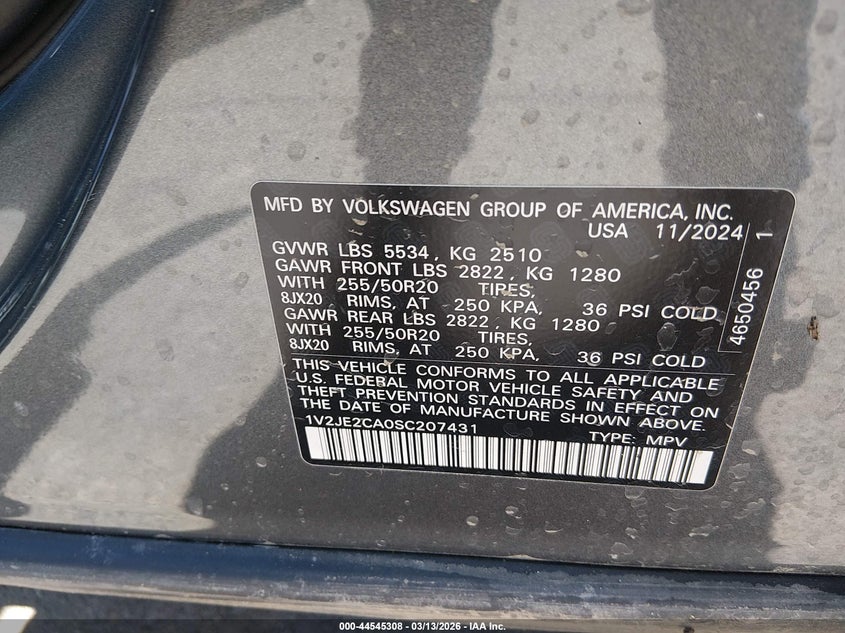 MFD BY VOLKSWAGEN GROUP OF AMERICA, INC.
USA 11/2024
GVWR LBS 5534, KG 2510
GAWR FRONT LBS 2822, KG 1280
WITH 255/50R20 TIRES,
8JX20 RIMS, AT 250 KPA, 36 PSI COLD
GAWR REAR LBS 2822, KG 1280
WITH 255/50R20 TIRES,
8JX20 RIMS, AT 250 KPA, 36 PSI COLD
THIS VEHICLE CONFORMS TO ALL APPLICABLE
U.S. FEDERAL MOTOR VEHICLE SAFETY AND
THEFT PREVENTION STANDARDS IN EFFECT ON
THE DATE OF MANUFACTURE SHOWN ABOVE.
1V2JE2CA0SC207431 TYPE: MPV
4650456 1
000-44545308 | 03/13/2026 - IAA Inc.